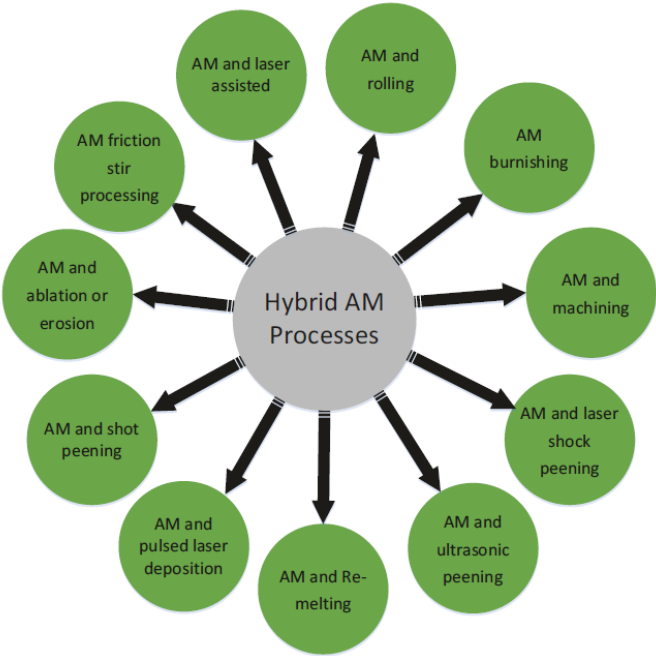 Hybrid AM
Processes
AM and laser
assisted
AM and
rolling
AM
burnishing
AM and
machining
AM and laser
shock
peening
AM and
ultrasonic
peening
AM and Re-
melting
AM and
pulsed laser
deposition
AM and shot
peening
AM and
ablation or
erosion
AM friction
stir
processing